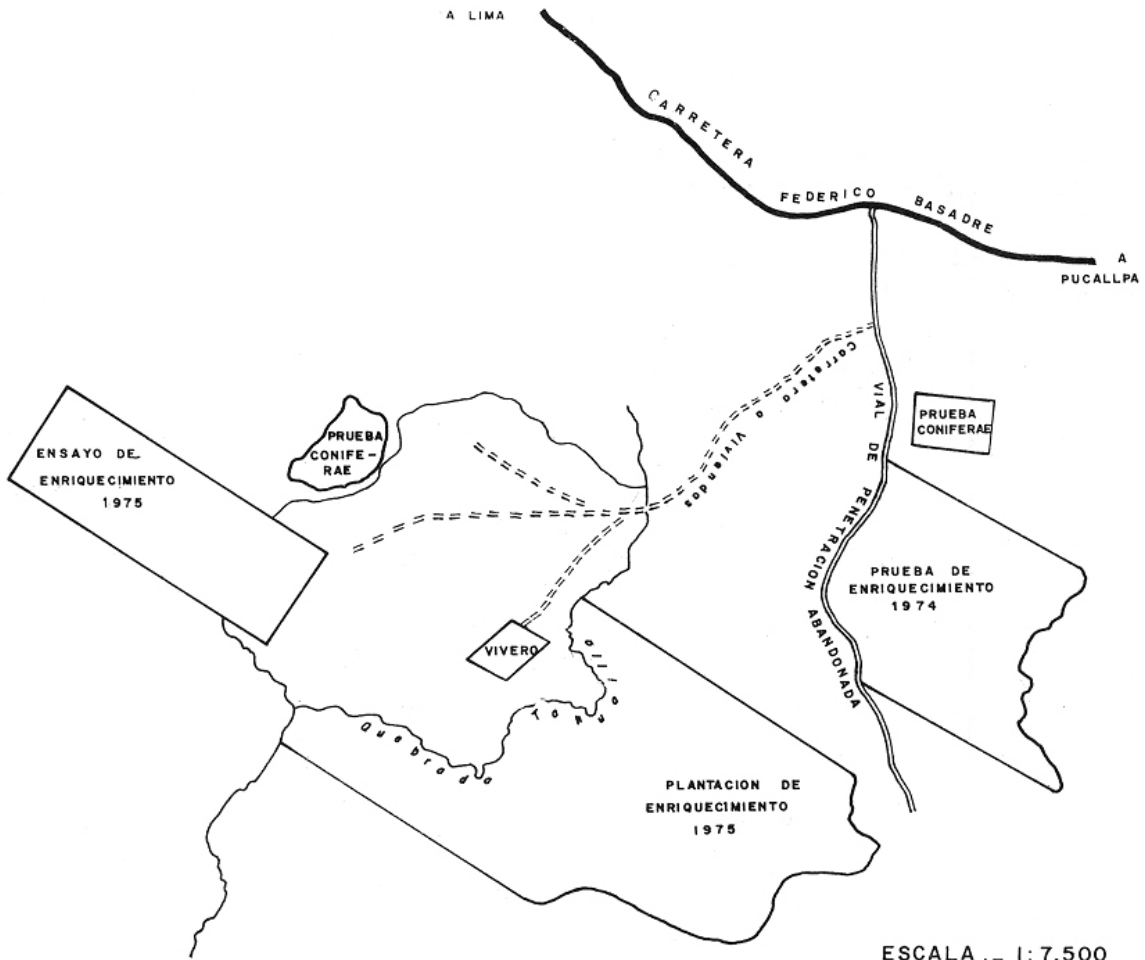 A LIMA
CARRETERA
FEDERICO BASADRE
A
PUCALLPA
Carretera a Viviendas
VIAL DE PENETRACION ABANDONADA
PRUEBA
CONIFERAE
PRUEBA
CONIFE-
RAE
ENSAYO DE
ENRIQUECIMIENTO
1975
PRUEBA DE
ENRIQUECIMIENTO
1974
VIVERO
Quebrada
PLANTACION DE
ENRIQUECIMIENTO
1975
ESCALA .- 1:7,500